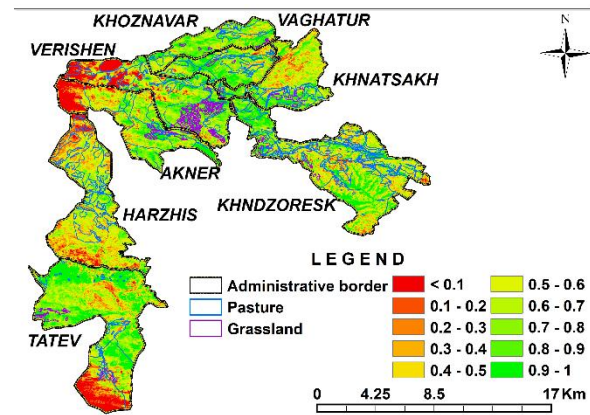 KHOZNAVAR
VAGHATUR
N
VERISHEN
KHNATSAKH
AKNER
KHNDZORESK
HARZHIS
TATEV
LEGEND
Administrative border
Pasture
Grassland
< 0.1
0.1 - 0.2
0.2 - 0.3
0.3 - 0.4
0.4 - 0.5
0.5 - 0.6
0.6 - 0.7
0.7 - 0.8
0.8 - 0.9
0.9 - 1
0 4.25 8.5 17 Km